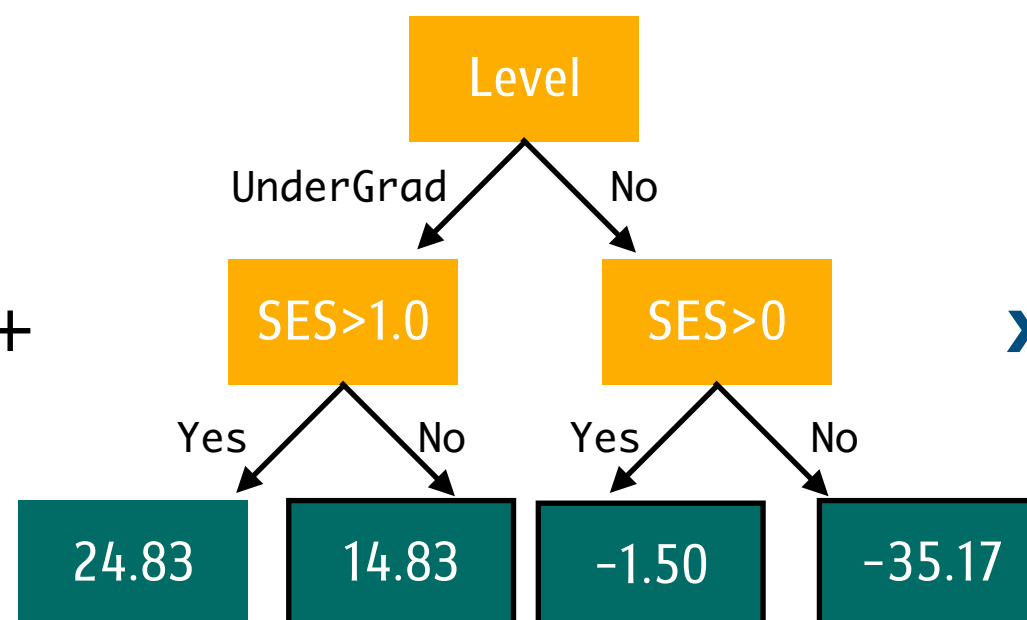 Level
UnderGrad No
+ SES>1.0 SES>0
Yes No Yes No
24.83 14.83 -1.50 -35.17